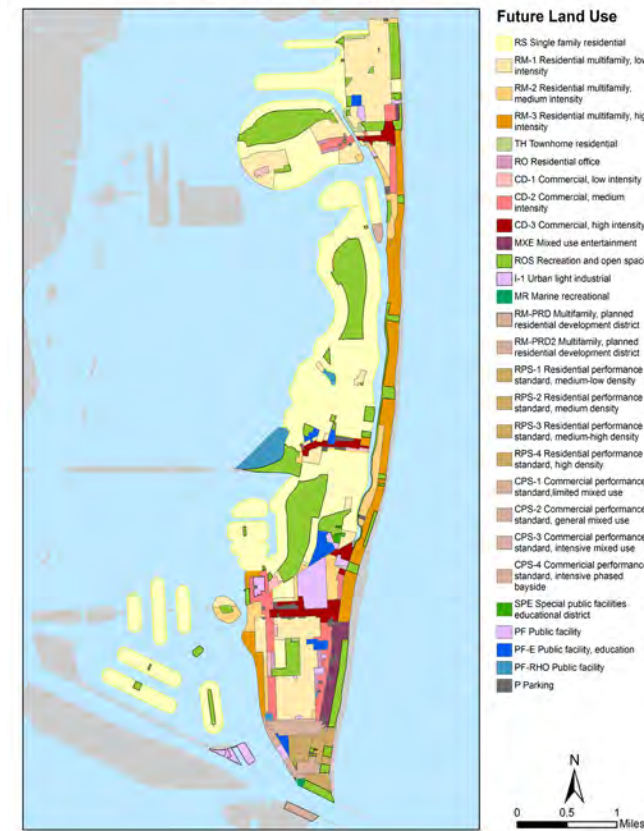 Future Land Use
RS Single family residential
RM-1 Residential multifamily, low
intensity
RM-2 Residential multifamily,
medium intensity
RM-3 Residential multifamily, high
intensity
TH Townhome residential
RO Residential office
CD-1 Commercial, low intensity
CD-2 Commercial, medium
intensity
CD-3 Commercial, high intensity
MXE Mixed use entertainment
ROS Recreation and open space
I-1 Urban light industrial
MR Marine recreational
RM-PRD Multifamily, planned
residential development district
RM-PRD2 Multifamily, planned
residential development district
RPS-1 Residential performance
standard, medium-low density
RPS-2 Residential performance
standard, medium density
RPS-3 Residential performance
standard, medium-high density
RPS-4 Residential performance
standard, high density
CPS-1 Commercial performance
standard,limited mixed use
CPS-2 Commercial performance
standard, general mixed use
CPS-3 Commercial performance
standard, intensive mixed use
CPS-4 Commericial performance
standard, intensive phased
bayside
SPE Special public facilities
educational district
PF Public facility
PF-E Public facility, education
PF-RHO Public facility
P Parking
N
0 0.5 1
Miles